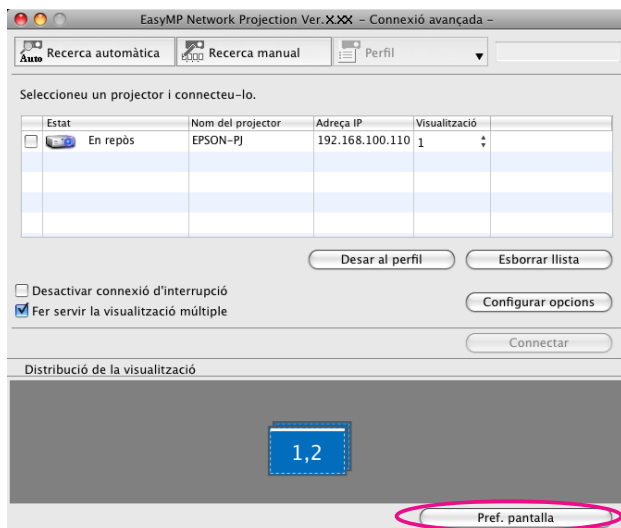 EasyMP Network Projection Ver.X.XX – Connexió avançada –
Auto Recerca automàtica Recerca manual Perfil
Seleccioneu un projector i connecteu-lo.
Estat Nom del projector Adreça IP Visualització
En repòs EPSON-PJ 192.168.100.110 1
Desar al perfil Esborrar llista
Desactivar connexió d'interrupció
Fer servir la visualització múltiple
Configurar opcions
Connectar
Distribució de la visualització
1,2
Pref. pantalla